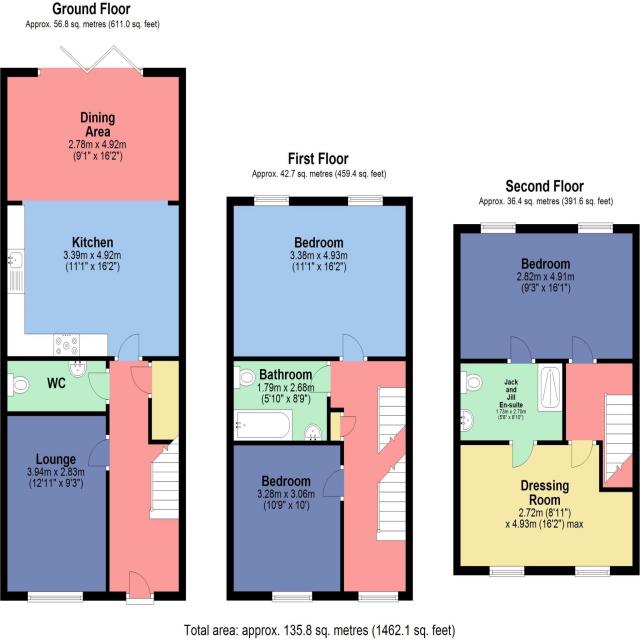 Ground Floor
Approx. 56.8 sq. metres (611.0 sq. feet)
Dining
Area
2.78m x 4.92m
(9'1" x 16'2")
Kitchen
3.39m x 4.92m
(11'1" x 16'2")
WC
Lounge
3.94m x 2.83m
(12'11" x 9'3")
First Floor
Approx. 42.7 sq. metres (459.4 sq. feet)
Bedroom
3.38m x 4.93m
(11'1" x 16'2")
Bathroom
1.79m x 2.68m
(5'10" x 8'9")
Bedroom
3.28m x 3.06m
(10'9" x 10')
Second Floor
Approx. 36.4 sq. metres (391.6 sq. feet)
Bedroom
2.82m x 4.91m
(9'3" x 16'1")
Jack
and
Jill
En-suite
1.73m x 2.70m
(5'8" x 8'10")
Dressing
Room
2.72m (8'11")
x 4.93m (16'2") max
Total area: approx. 135.8 sq. metres (1462.1 sq. feet)